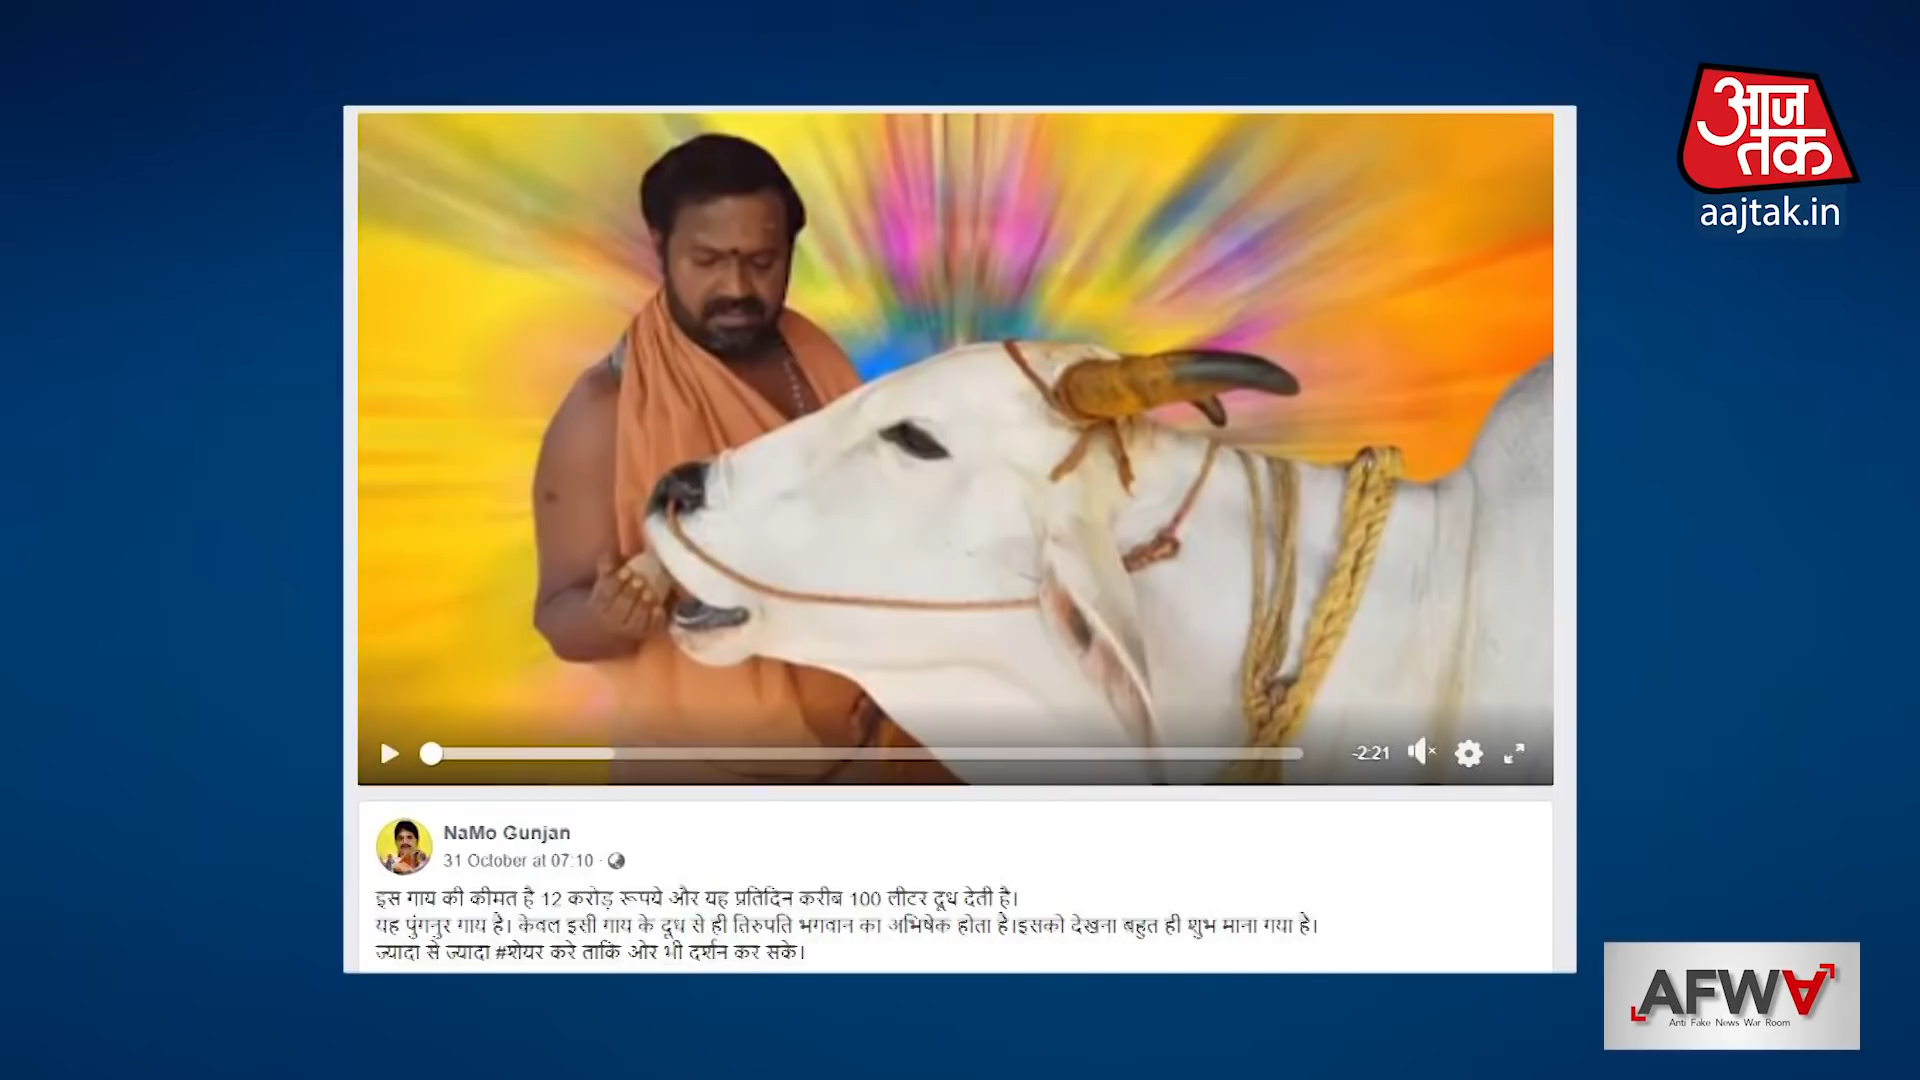 आज
तक
aajtak.in
-2:21
NaMo Gunjan
31 October at 07:10 ·
इस गाय की कीमत है 12 करोड़ रूपये और यह प्रतिदिन करीब 100 लीटर दूध देती है।
यह पुंगनुर गाय है। केवल इसी गाय के दूध से ही तिरुपति भगवान का अभिषेक होता है।इसको देखना बहुत ही शुभ माना गया है।
ज्यादा से ज्यादा #शेयर करे ताकि ओर भी दर्शन कर सके।
AFWA
Anti Fake News War Room